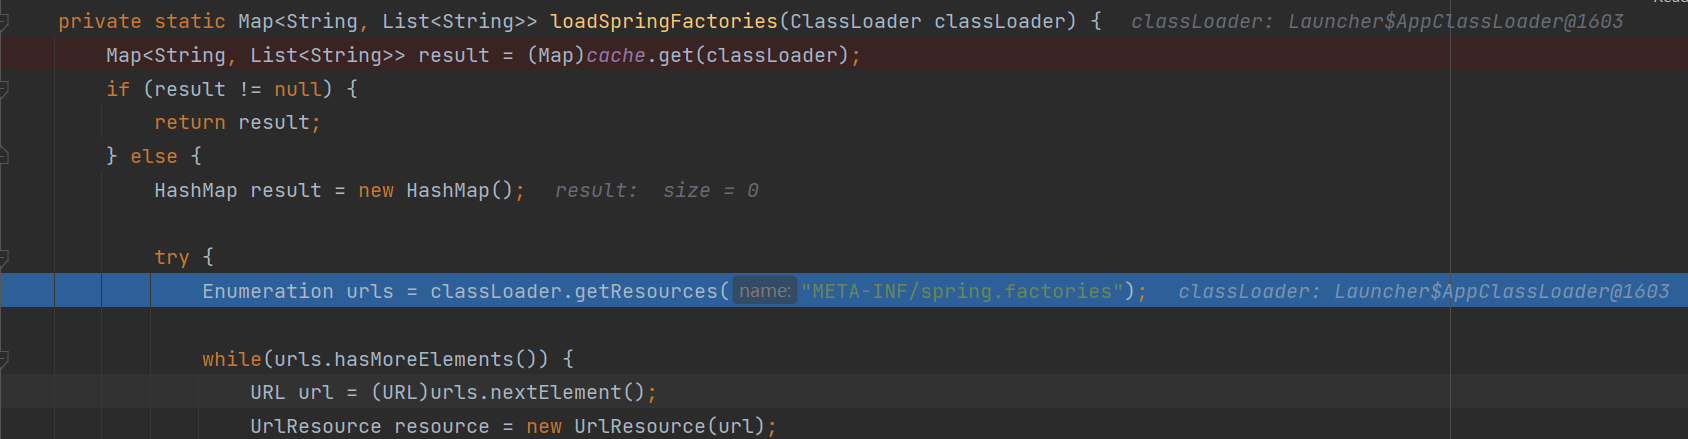 private static Map<String, List<String>> loadSpringFactories(ClassLoader classLoader) {   classLoader: Launcher$AppClassLoader@1603
Map<String, List<String>> result = (Map)cache.get(classLoader);
if (result != null) {
return result;
} else {
HashMap result = new HashMap();   result:  size = 0
try {
Enumeration urls = classLoader.getResources( name: "META-INF/spring.factories");   classLoader: Launcher$AppClassLoader@1603
while(urls.hasMoreElements()) {
URL url = (URL)urls.nextElement();
UrlResource resource = new UrlResource(url);